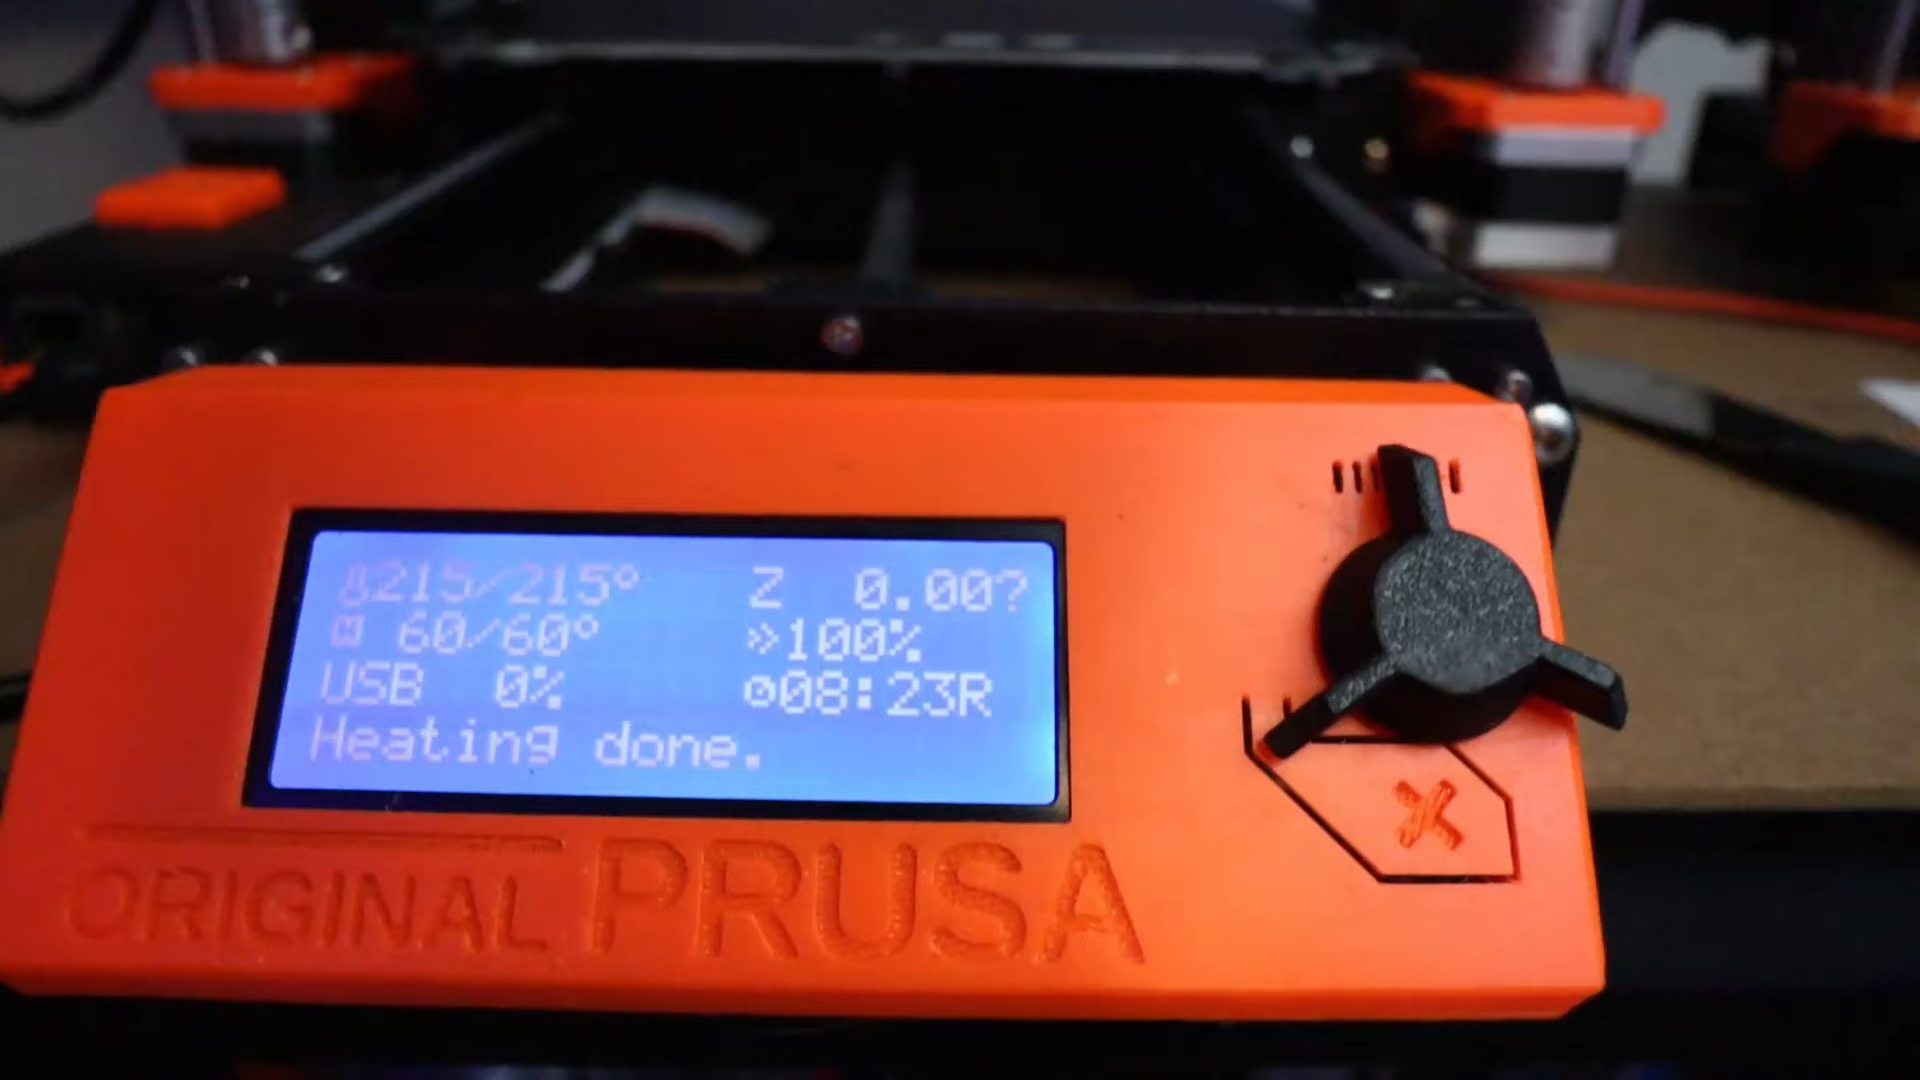 215/215° Z 0.00?
60/60° »100%
USB 0% 08:23R
Heating done.
ORIGINAL PRUSA
X